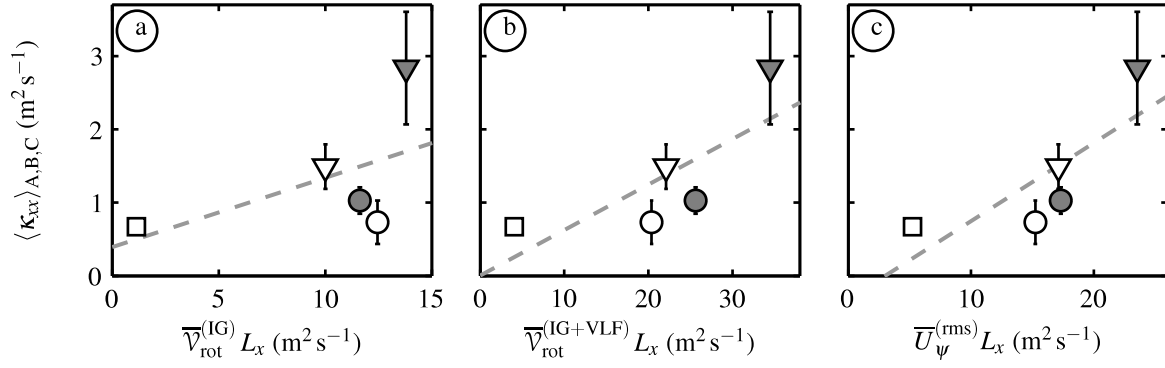 a b c
⟨κxx⟩A,B,C (m² s⁻¹)
3
2
1
0
0 5 10 15 0 10 20 30 0 10 20
𝒱̅rot(IG) Lx (m² s⁻¹) 𝒱̅rot(IG+VLF) Lx (m² s⁻¹) U̅ψ(rms) Lx (m² s⁻¹)